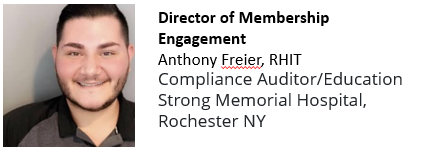 Director of Membership
Engagement
Anthony Freier, RHIT
Compliance Auditor/Education
Strong Memorial Hospital,
Rochester NY